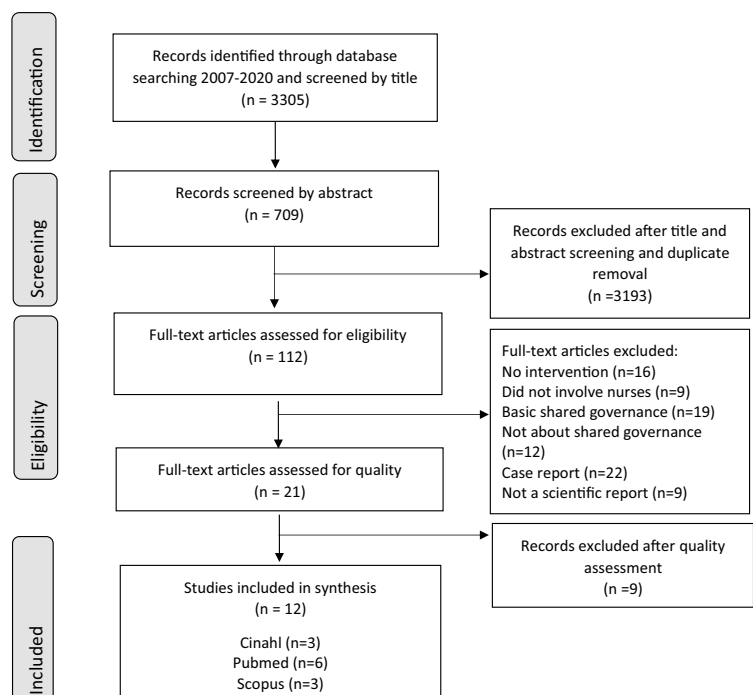 Identification
Records identified through database
searching 2007-2020 and screened by title
(n = 3305)
Screening
Records screened by abstract
(n = 709)
Records excluded after title and
abstract screening and duplicate
removal
(n =3193)
Eligibility
Full-text articles assessed for eligibility
(n = 112)
Full-text articles excluded:
No intervention (n=16)
Did not involve nurses (n=9)
Basic shared governance (n=19)
Not about shared governance
(n=12)
Case report (n=22)
Not a scientific report (n=9)
Full-text articles assessed for quality
(n = 21)
Records excluded after quality
assessment
(n =9)
Included
Studies included in synthesis
(n = 12)
Cinahl (n=3)
Pubmed (n=6)
Scopus (n=3)